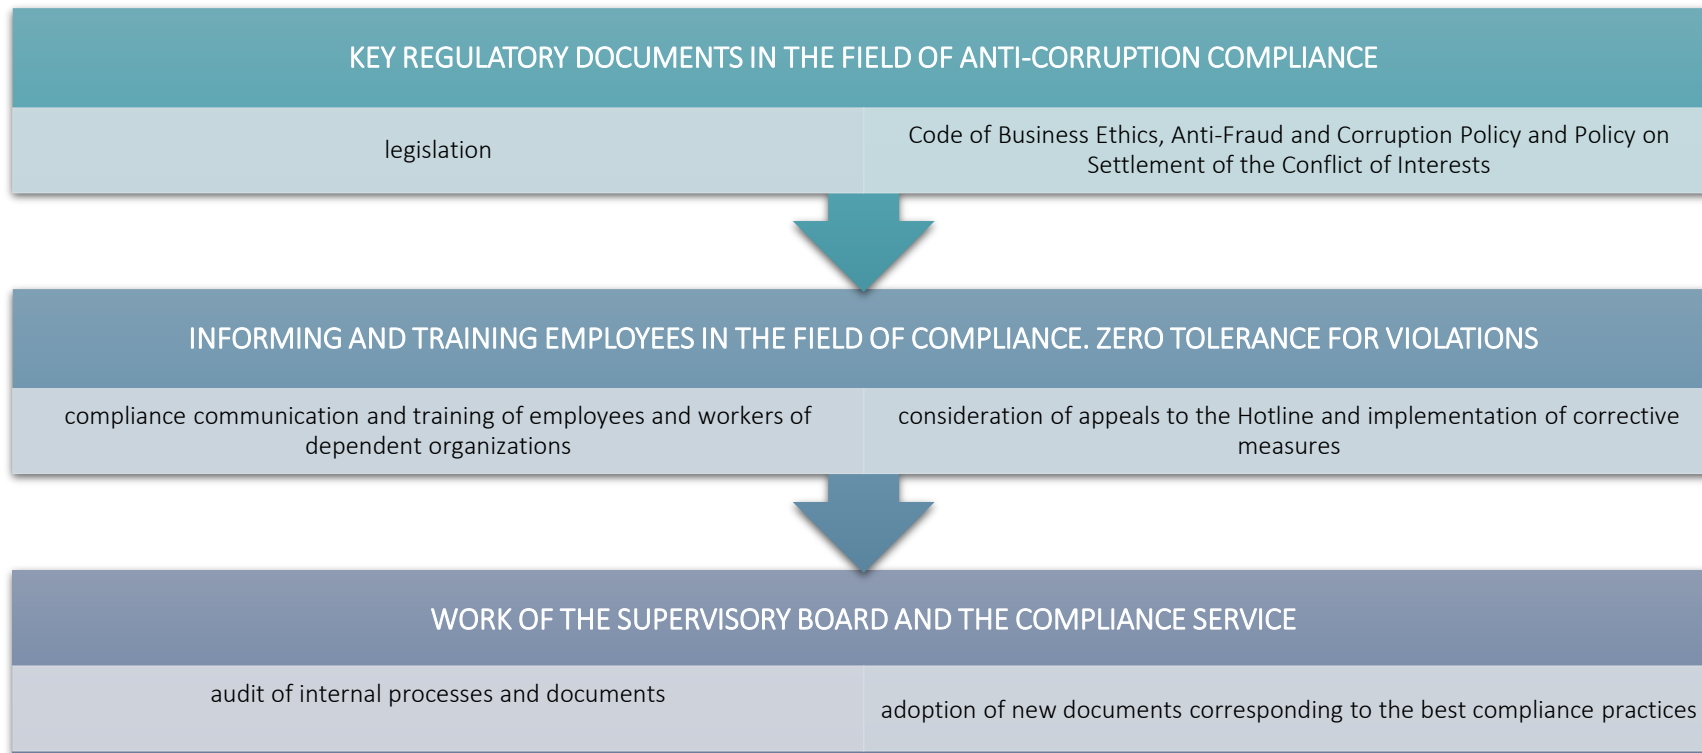 KEY REGULATORY DOCUMENTS IN THE FIELD OF ANTI-CORRUPTION COMPLIANCE
legislation
Code of Business Ethics, Anti-Fraud and Corruption Policy and Policy on
Settlement of the Conflict of Interests
INFORMING AND TRAINING EMPLOYEES IN THE FIELD OF COMPLIANCE. ZERO TOLERANCE FOR VIOLATIONS
compliance communication and training of employees and workers of
dependent organizations
consideration of appeals to the Hotline and implementation of corrective
measures
WORK OF THE SUPERVISORY BOARD AND THE COMPLIANCE SERVICE
audit of internal processes and documents
adoption of new documents corresponding to the best compliance practices